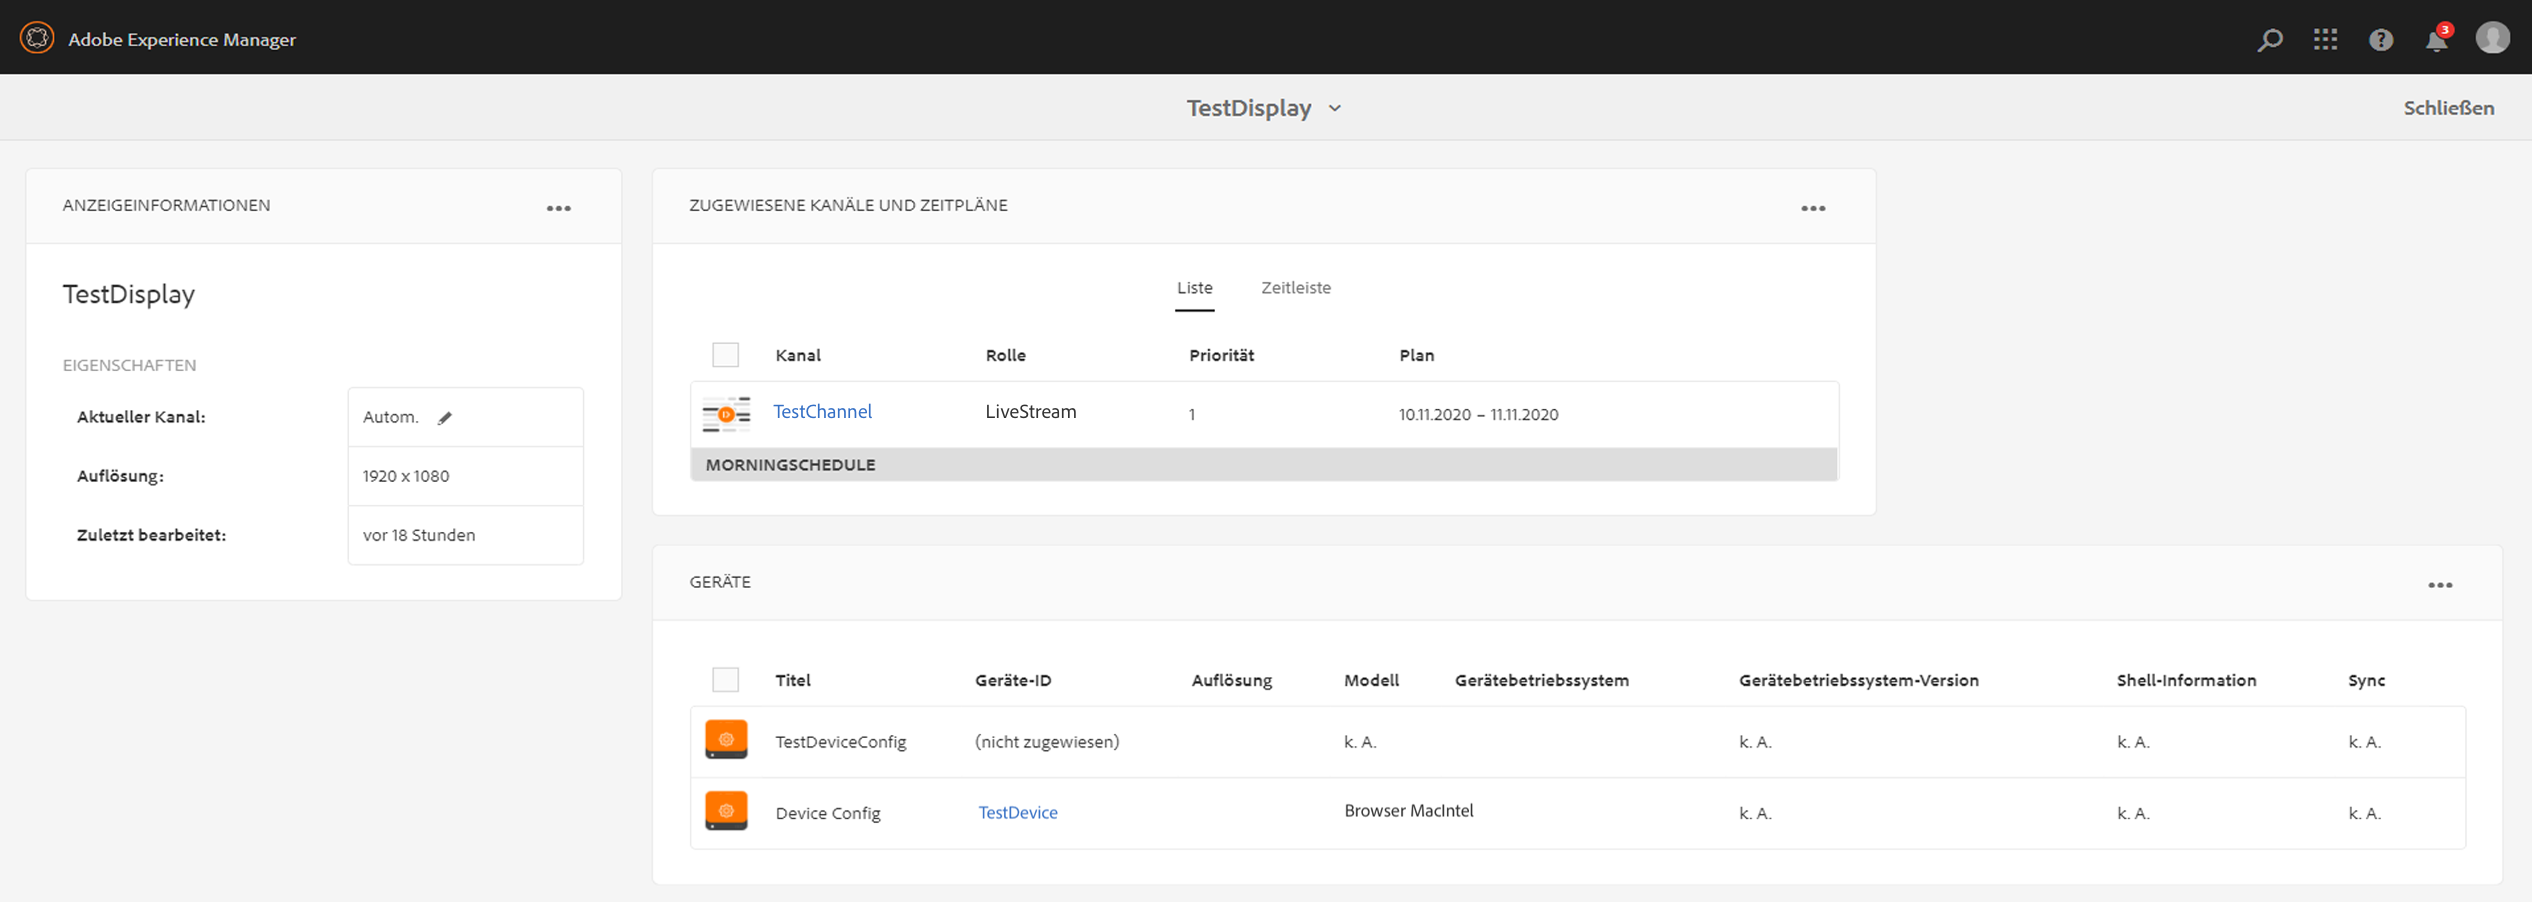 Adobe Experience Manager
3
TestDisplay
Schließen
ANZEIGEINFORMATIONEN
TestDisplay
EIGENSCHAFTEN
Aktueller Kanal: Autom.
Auflösung: 1920 x 1080
Zuletzt bearbeitet: vor 18 Stunden
ZUGEWIESENE KANÄLE UND ZEITPLÄNE
Liste Zeitleiste
Kanal Rolle Priorität Plan
TestChannel LiveStream 1 10.11.2020 – 11.11.2020
MORNINGSCHEDULE
GERÄTE
Titel Geräte-ID Auflösung Modell Gerätebetriebssystem Gerätebetriebssystem-Version Shell-Information Sync
TestDeviceConfig (nicht zugewiesen) k. A. k. A. k. A. k. A.
Device Config TestDevice Browser MacIntel k. A. k. A. k. A.